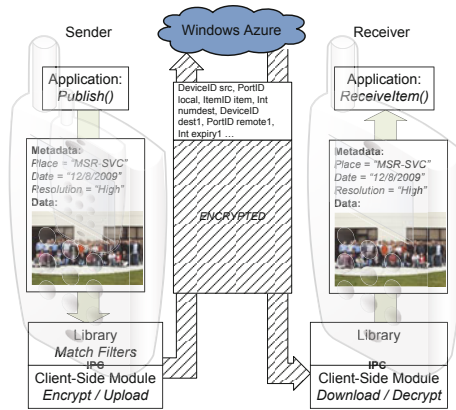 Sender
Windows Azure
Receiver
Application:
Publish()
DeviceID src, PortID
local, ItemID item, Int
numdest, DeviceID
dest1, PortID remote1,
Int expiry1 ...
Application:
ReceiveItem()
Metadata:
Place = "MSR-SVC"
Date = "12/8/2009"
Resolution = "High"
Data:
ENCRYPTED
Metadata:
Place = "MSR-SVC"
Date = "12/8/2009"
Resolution = "High"
Data:
Library
Match Filters
IPC
Client-Side Module
Encrypt / Upload
Library
IPC
Client-Side Module
Download / Decrypt